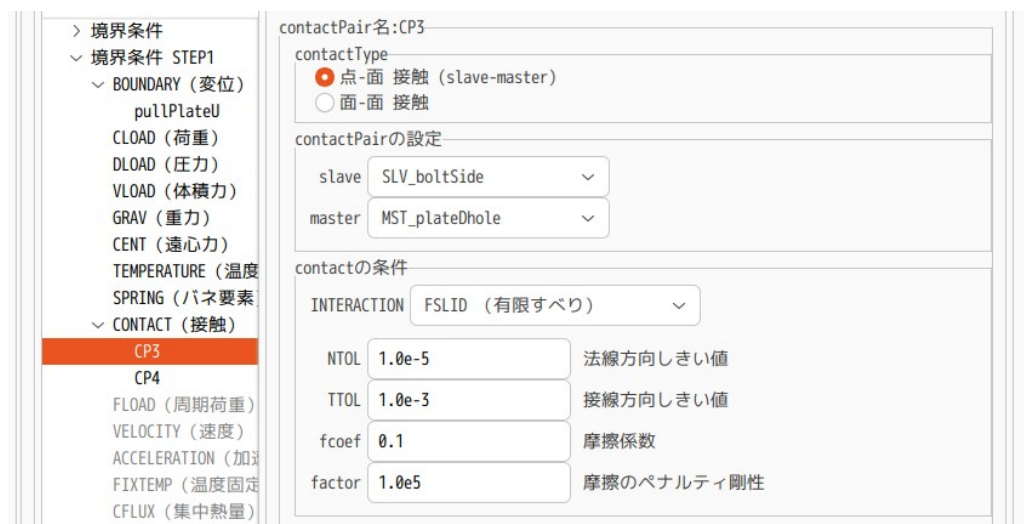 境界条件
境界条件 STEP1
BOUNDARY (変位)
pullPlateU
CLOAD (荷重)
DLOAD (圧力)
VLOAD (体積力)
GRAV (重力)
CENT (遠心力)
TEMPERATURE (温度
SPRING (バネ要素
CONTACT (接触)
CP3
CP4
FLOAD (周期荷重)
VELOCITY (速度)
ACCELERATION (加速
FIXTEMP (温度固定
CFLUX (集中熱量)
contactPair名:CP3
contactType
点-面 接触 (slave-master)
面-面 接触
contactPairの設定
slave SLV_boltSide
master MST_plateDhole
contactの条件
INTERACTION FSLID (有限すべり)
NTOL 1.0e-5 法線方向しきい値
TTOL 1.0e-3 接線方向しきい値
fcoef 0.1 摩擦係数
factor 1.0e5 摩擦のペナルティ剛性